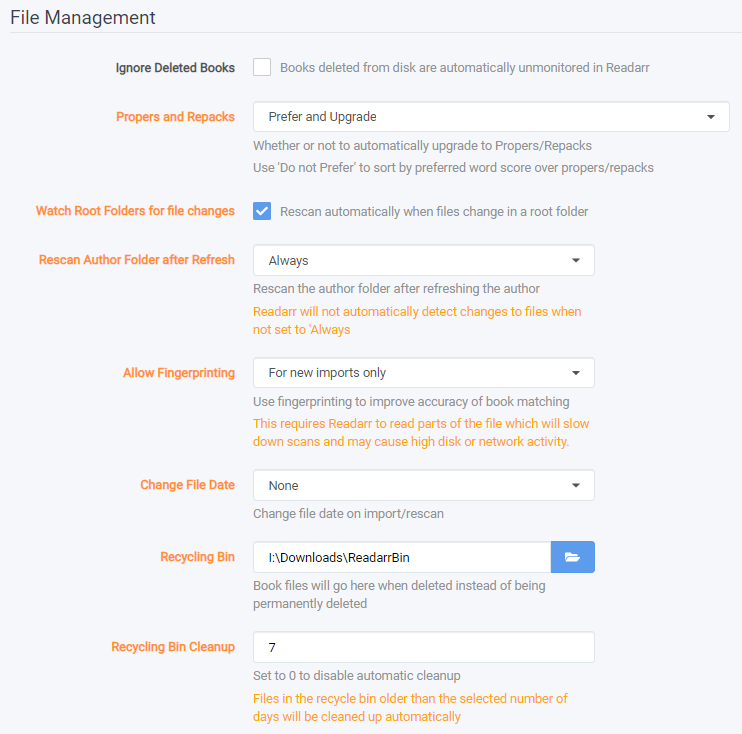 File Management
Ignore Deleted Books
Books deleted from disk are automatically unmonitored in Readarr
Propers and Repacks
Prefer and Upgrade
Whether or not to automatically upgrade to Propers/Repacks
Use 'Do not Prefer' to sort by preferred word score over propers/repacks
Watch Root Folders for file changes
Rescan automatically when files change in a root folder
Rescan Author Folder after Refresh
Always
Rescan the author folder after refreshing the author
Readarr will not automatically detect changes to files when
not set to 'Always
Allow Fingerprinting
For new imports only
Use fingerprinting to improve accuracy of book matching
This requires Readarr to read parts of the file which will slow
down scans and may cause high disk or network activity.
Change File Date
None
Change file date on import/rescan
Recycling Bin
I:\Downloads\ReadarrBin
Book files will go here when deleted instead of being
permanently deleted
Recycling Bin Cleanup
7
Set to 0 to disable automatic cleanup
Files in the recycle bin older than the selected number of
days will be cleaned up automatically